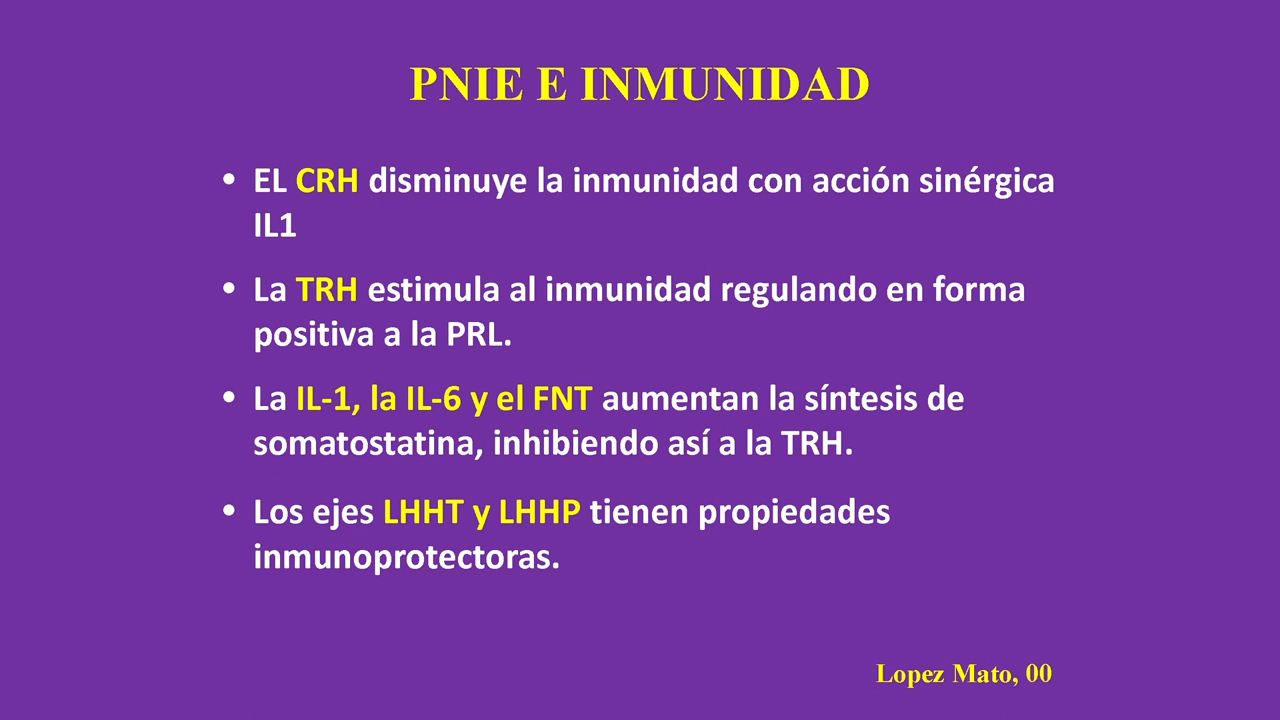 PNIE E INMUNIDAD
• EL CRH disminuye la inmunidad con acción sinérgica
IL1
• La TRH estimula al inmunidad regulando en forma
positiva a la PRL.
• La IL-1, la IL-6 y el FNT aumentan la síntesis de
somatostatina, inhibiendo así a la TRH.
• Los ejes LHHT y LHHP tienen propiedades
inmunoprotectoras.
Lopez Mato, 00